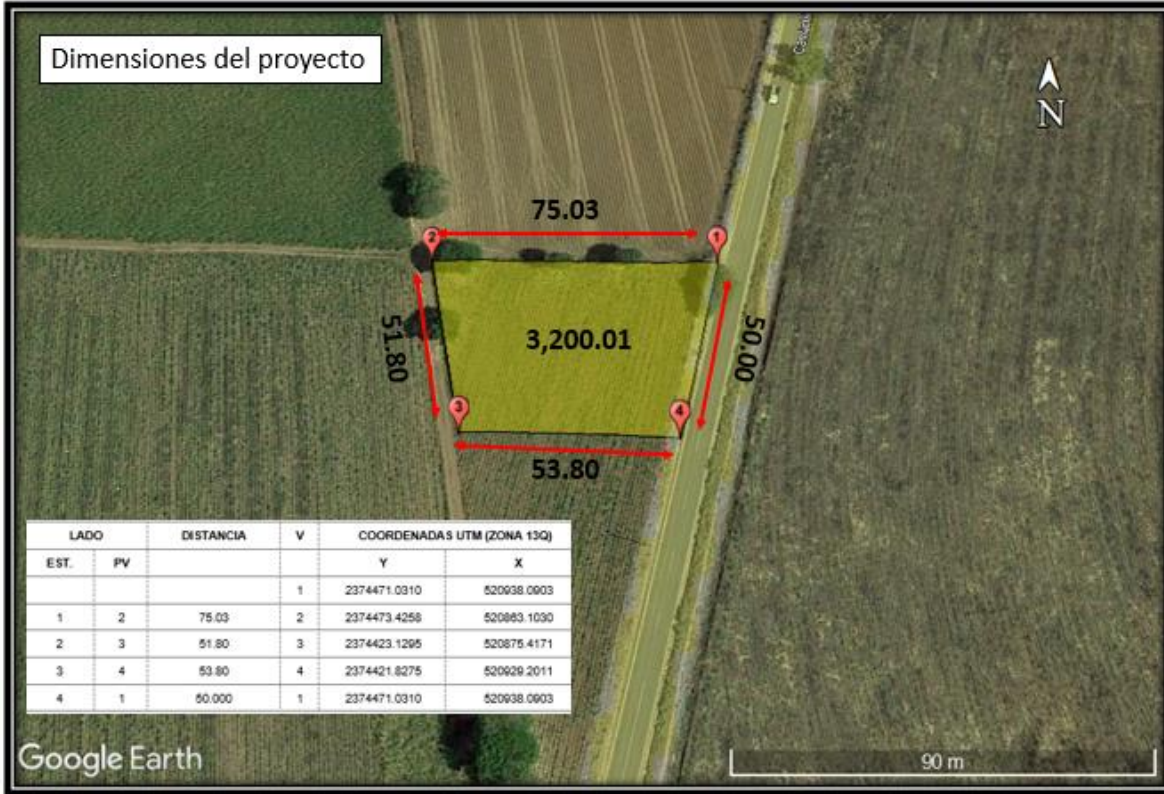 Dimensiones del proyecto
N
75.03
2
1
51.80
3,200.01
50.00
3
4
53.80
LADO DISTANCIA V COORDENADAS UTM (ZONA 13Q)
EST. PV Y X
1 2374471.0310 520938.0903
1 2 75.03 2 2374473.4258 520863.1030
2 3 51.80 3 2374423.1295 520875.4171
3 4 53.80 4 2374421.8275 520929.2011
4 1 50.000 1 2374471.0310 520938.0903
Google Earth
90 m